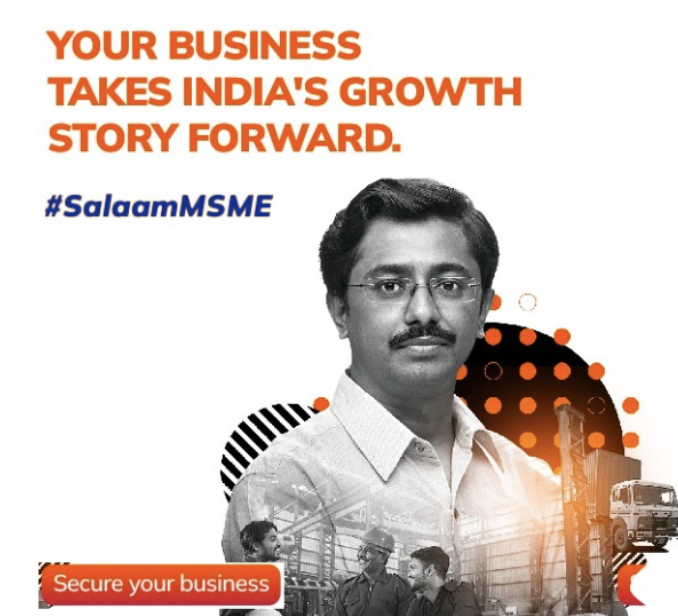 YOUR BUSINESS
TAKES INDIA'S GROWTH
STORY FORWARD.
#SalaamMSME
Secure your business